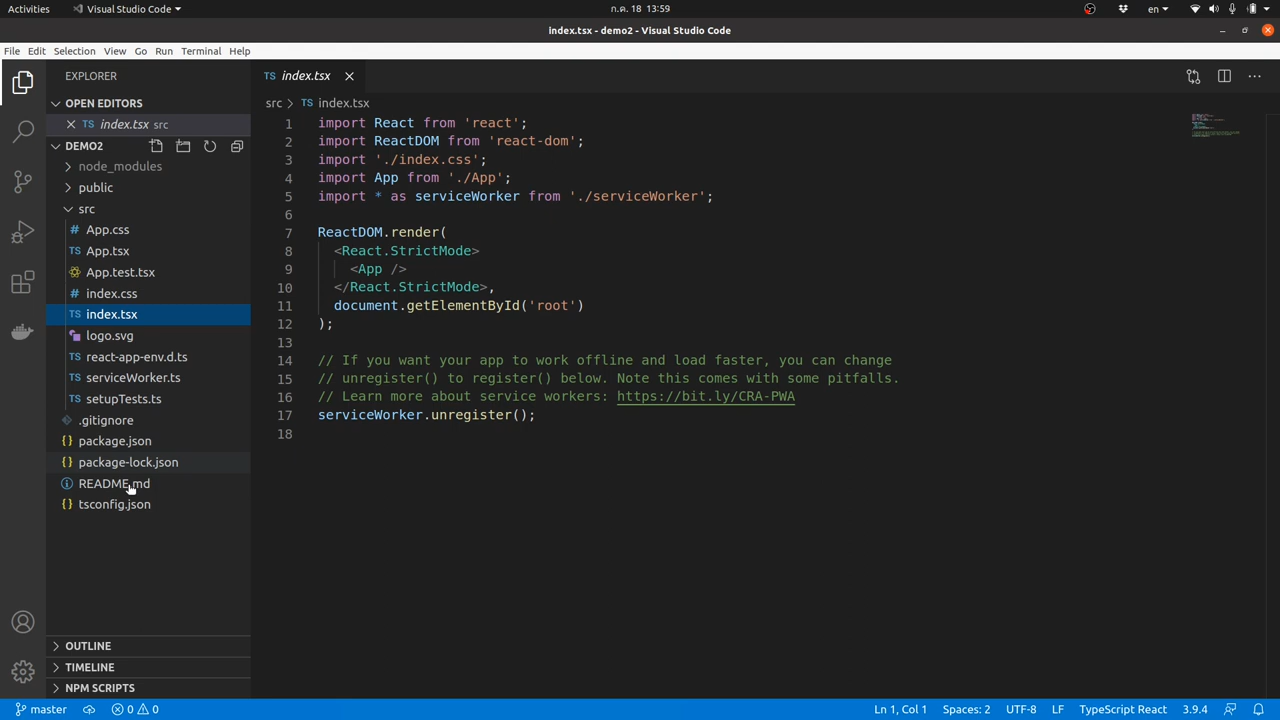 Activities
Visual Studio Code
ก.ค. 18 13:59
en
index.tsx - demo2 - Visual Studio Code
File Edit Selection View Go Run Terminal Help
EXPLORER
OPEN EDITORS
index.tsx src
DEMO2
node_modules
public
src
App.css
App.tsx
App.test.tsx
index.css
index.tsx
logo.svg
react-app-env.d.ts
serviceWorker.ts
setupTests.ts
.gitignore
package.json
package-lock.json
README.md
tsconfig.json
OUTLINE
TIMELINE
NPM SCRIPTS
TS index.tsx
src > TS index.tsx
1 import React from 'react';
2 import ReactDOM from 'react-dom';
3 import './index.css';
4 import App from './App';
5 import * as serviceWorker from './serviceWorker';
6
7 ReactDOM.render(
8 <React.StrictMode>
9 <App />
10 </React.StrictMode>,
11 document.getElementById('root')
12 );
13
14 // If you want your app to work offline and load faster, you can change
15 // unregister() to register() below. Note this comes with some pitfalls.
16 // Learn more about service workers: https://bit.ly/CRA-PWA
17 serviceWorker.unregister();
18
master 0 0
Ln 1, Col 1 Spaces: 2 UTF-8 LF TypeScript React 3.9.4